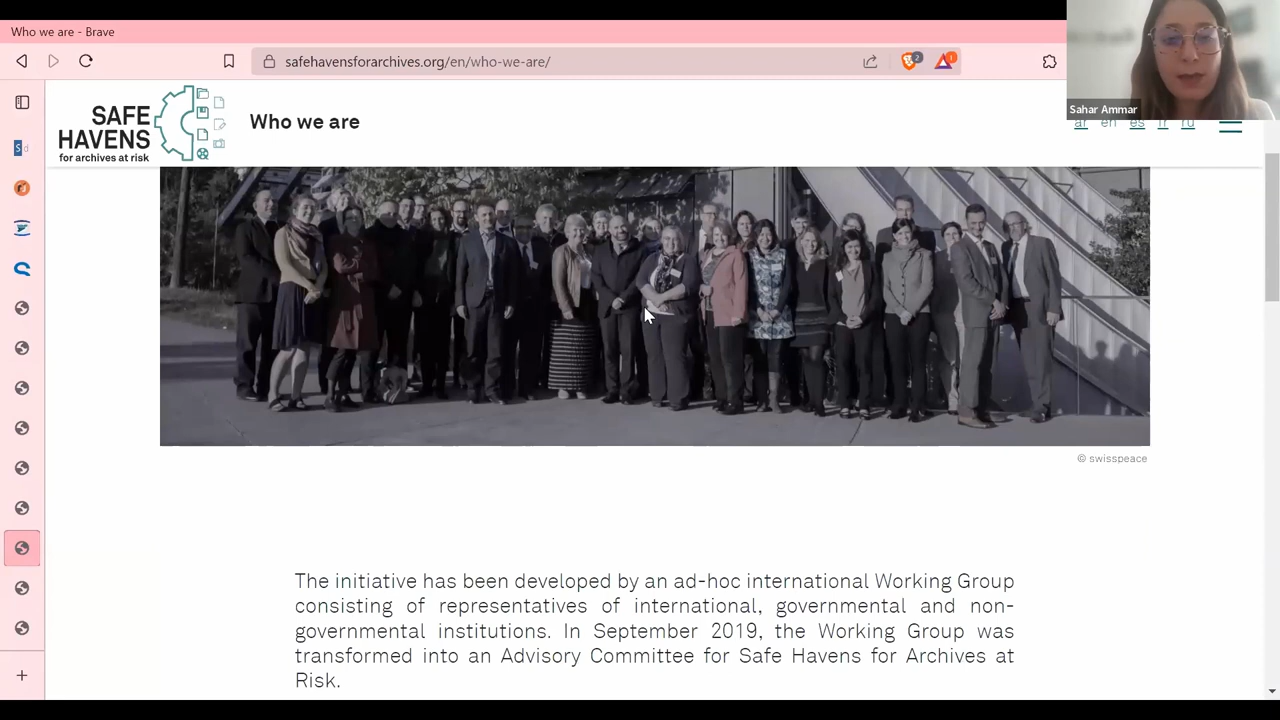 Who we are - Brave
safehavensforarchives.org/en/who-we-are/
2
1
Sahar Ammar
SAFE
HAVENS
for archives at risk
Who we are
ar en es fr ru
© swisspeace
The initiative has been developed by an ad-hoc international Working Group
consisting of representatives of international, governmental and non-
governmental institutions. In September 2019, the Working Group was
transformed into an Advisory Committee for Safe Havens for Archives at
Risk.